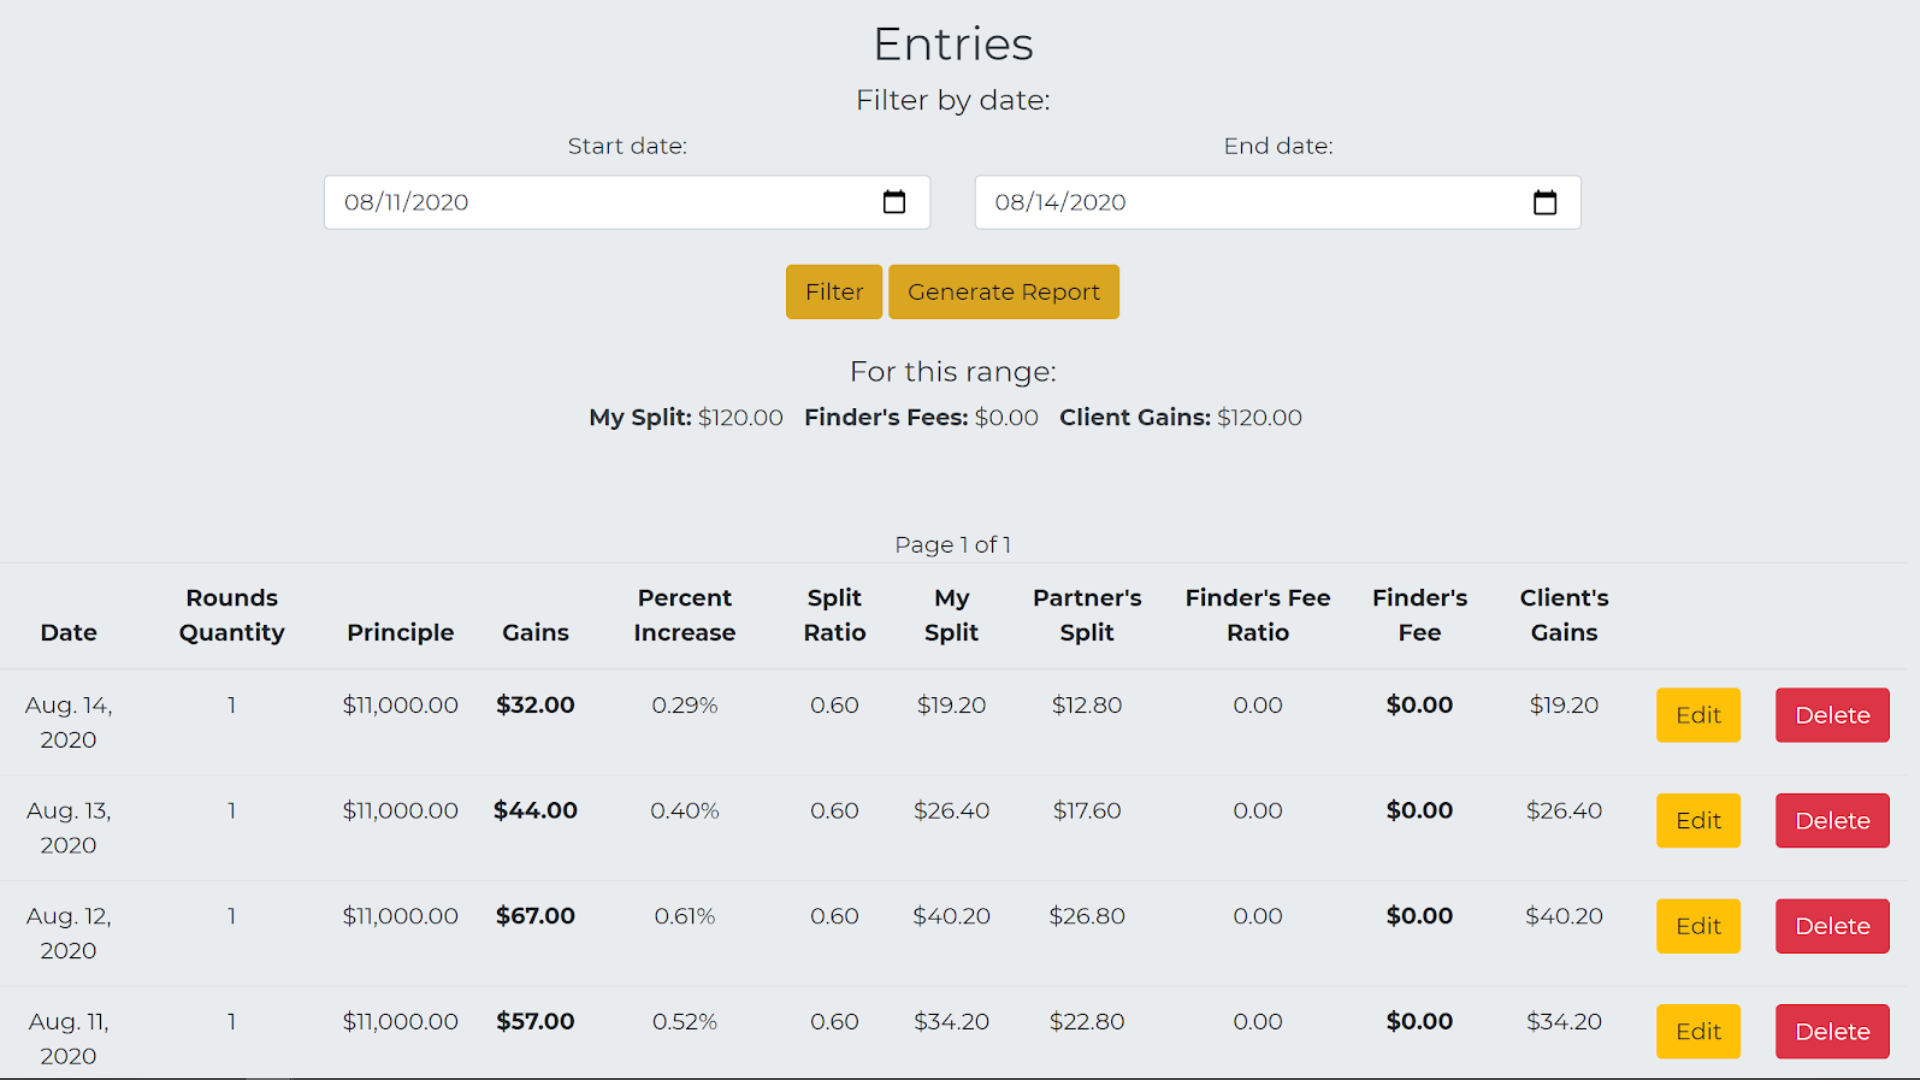 Entries
Filter by date:
Start date: End date:
08/11/2020 08/14/2020
Filter Generate Report
For this range:
My Split: $120.00 Finder's Fees: $0.00 Client Gains: $120.00
Page 1 of 1
Date Rounds Quantity Principle Gains Percent Increase Split Ratio My Split Partner's Split Finder's Fee Ratio Finder's Fee Client's Gains
Aug. 14, 2020 1 $11,000.00 $32.00 0.29% 0.60 $19.20 $12.80 0.00 $0.00 $19.20 Edit Delete
Aug. 13, 2020 1 $11,000.00 $44.00 0.40% 0.60 $26.40 $17.60 0.00 $0.00 $26.40 Edit Delete
Aug. 12, 2020 1 $11,000.00 $67.00 0.61% 0.60 $40.20 $26.80 0.00 $0.00 $40.20 Edit Delete
Aug. 11, 2020 1 $11,000.00 $57.00 0.52% 0.60 $34.20 $22.80 0.00 $0.00 $34.20 Edit Delete